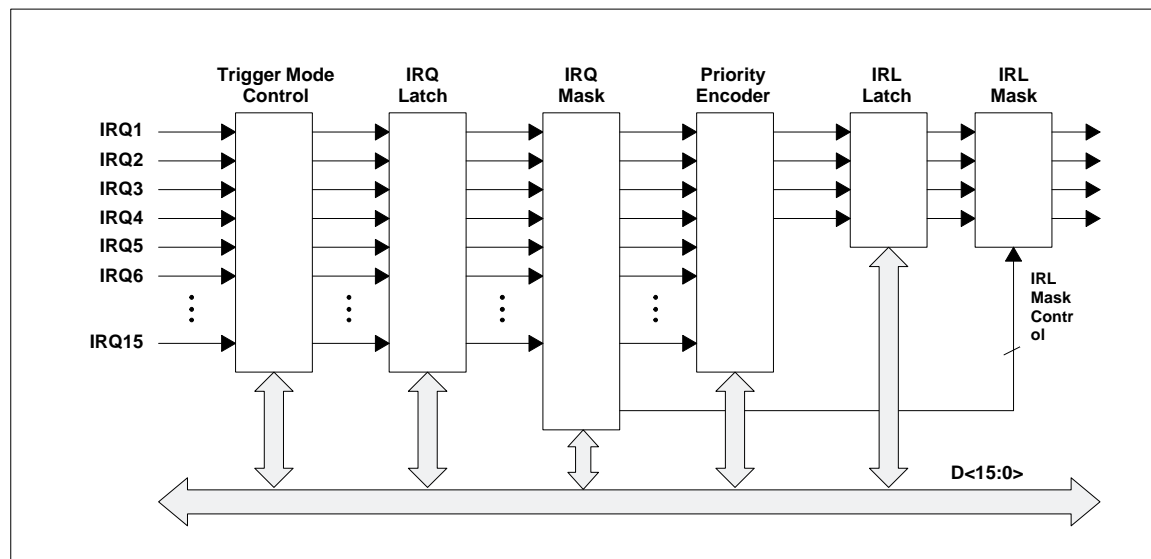 Trigger Mode
Control
IRQ
Latch
IRQ
Mask
Priority
Encoder
IRL
Latch
IRL
Mask
IRQ1
IRQ2
IRQ3
IRQ4
IRQ5
IRQ6
IRQ15
IRL
Mask
Contr
ol
D<15:0>